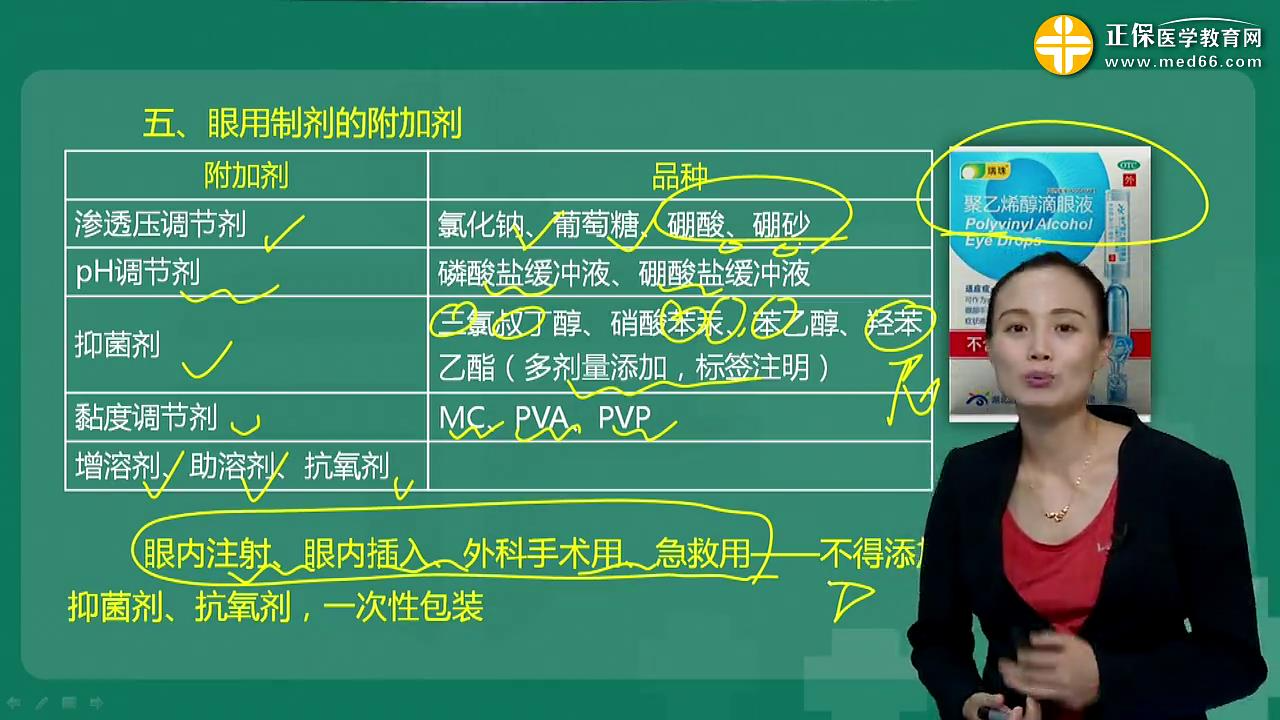 正保医学教育网
www.med66.com
五、眼用制剂的附加剂
附加剂 品种
渗透压调节剂 氯化钠、葡萄糖、硼酸、硼砂
pH调节剂 磷酸盐缓冲液、硼酸盐缓冲液
抑菌剂 三氯叔丁醇、硝酸苯汞、苯乙醇、羟苯
乙酯（多剂量添加，标签注明）
黏度调节剂 MC、PVA、PVP
增溶剂、助溶剂、抗氧剂
眼内注射、眼内插入、外科手术用、急救用——不得添加
抑菌剂、抗氧剂，一次性包装
瑞珠
OTC
外
聚乙烯醇滴眼液
Polyvinyl Alcohol
Eye Drops